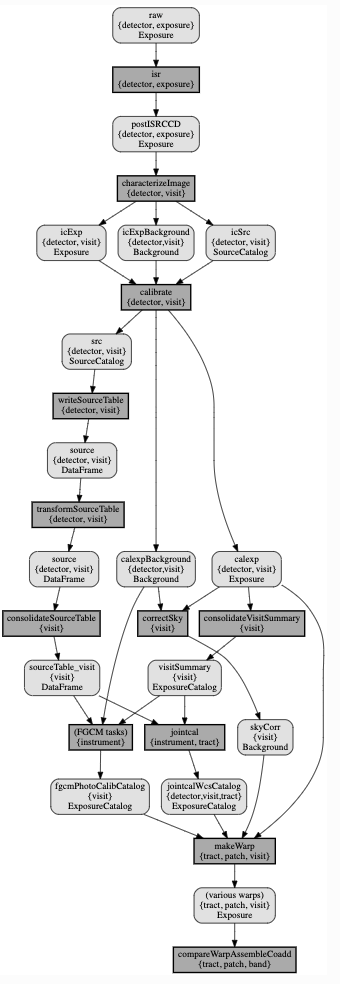 raw
{detector, exposure}
Exposure
isr
{detector, exposure}
postISRCCD
{detector, exposure}
Exposure
characterizeImage
{detector, visit}
icExp
{detector, visit}
Exposure
icExpBackground
{detector,visit}
Background
icSrc
{detector, visit}
SourceCatalog
calibrate
{detector, visit}
src
{detector, visit}
SourceCatalog
writeSourceTable
{detector, visit}
source
{detector, visit}
DataFrame
transformSourceTable
{detector, visit}
source
{detector, visit}
DataFrame
calexpBackground
{detector,visit}
Background
calexp
{detector, visit}
Exposure
consolidateSourceTable
{visit}
correctSky
{visit}
consolidateVisitSummary
{visit}
sourceTable_visit
{visit}
DataFrame
visitSummary
{visit}
ExposureCatalog
(FGCM tasks)
{instrument}
jointcal
{instrument, tract}
skyCorr
{visit}
Background
fgcmPhotoCalibCatalog
{visit}
ExposureCatalog
jointcalWcsCatalog
{detector,visit,tract}
ExposureCatalog
makeWarp
{tract, patch, visit}
(various warps)
{tract, patch, visit}
Exposure
compareWarpAssembleCoadd
{tract, patch, band}